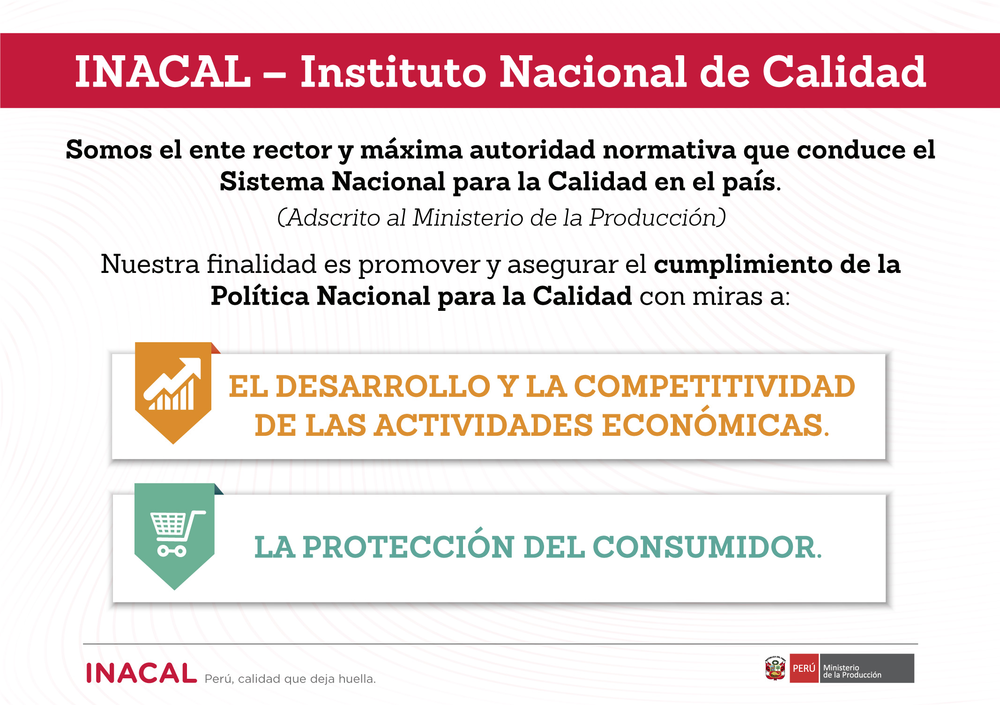 INACAL – Instituto Nacional de Calidad
Somos el ente rector y máxima autoridad normativa que conduce el
Sistema Nacional para la Calidad en el país.
(Adscrito al Ministerio de la Producción)
Nuestra finalidad es promover y asegurar el cumplimiento de la
Política Nacional para la Calidad con miras a:
EL DESARROLLO Y LA COMPETITIVIDAD
DE LAS ACTIVIDADES ECONÓMICAS.
LA PROTECCIÓN DEL CONSUMIDOR.
INACAL Perú, calidad que deja huella.
REPÚBLICA DEL PERÚ
PERÚ
Ministerio
de la Producción